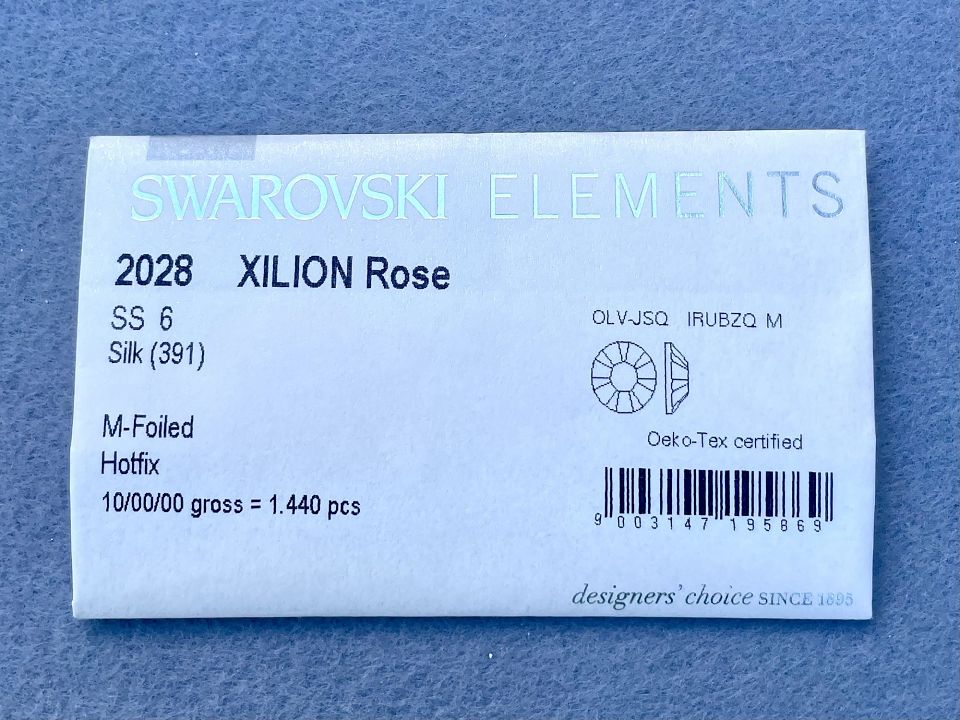 SWAROVSKI ELEMENTS
2028 XILION Rose
SS 6
Silk (391)
OLV-JSQ IRUBZQ M
M-Foiled
Hotfix
10/00/00 gross = 1.440 pcs
Oeko-Tex certified
9 003147 195869
designers' choice SINCE 1895